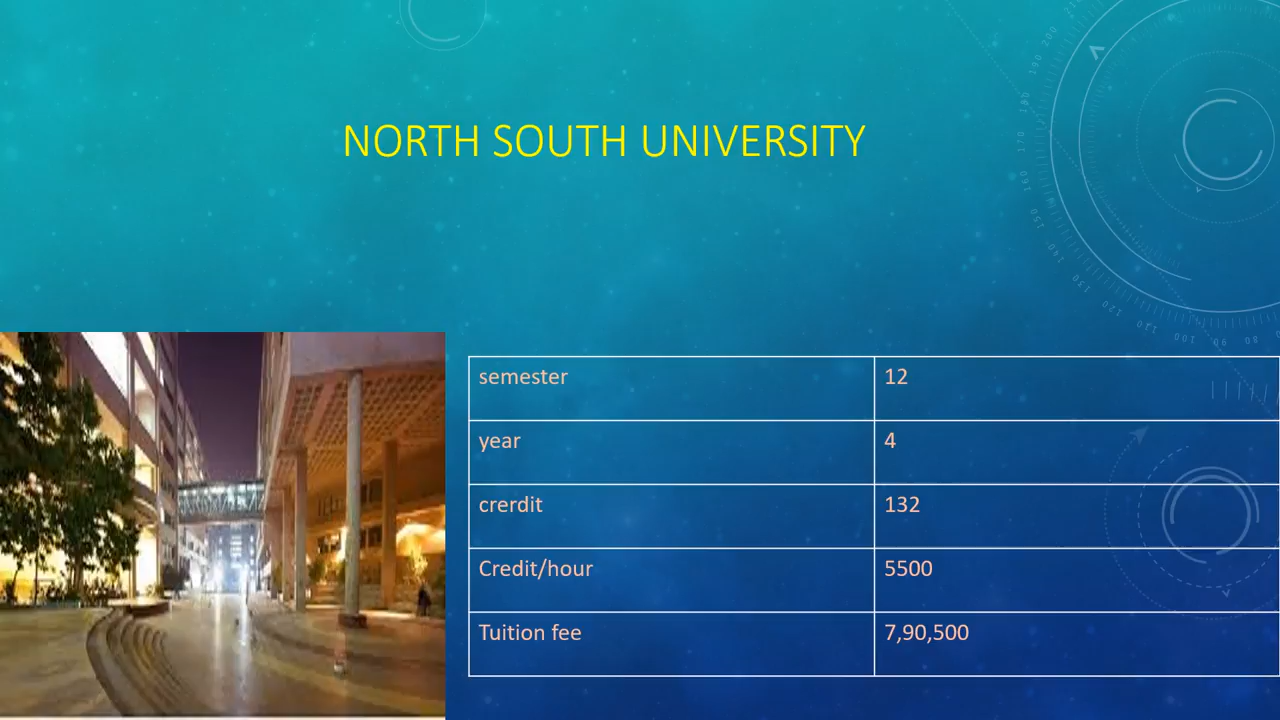 NORTH SOUTH UNIVERSITY
semester 12
year 4
crerdit 132
Credit/hour 5500
Tuition fee 7,90,500